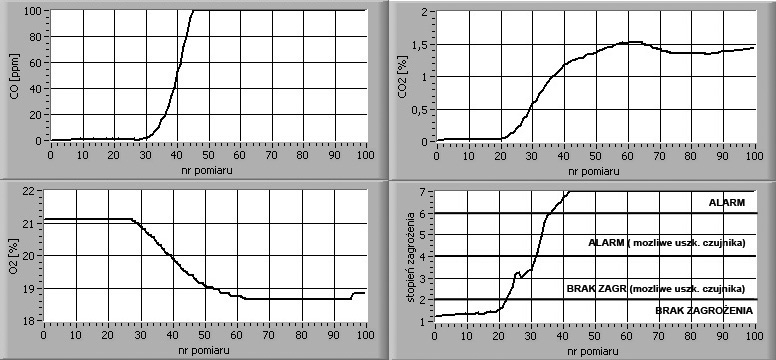 CO [ppm]
100
80
60
40
20
0
0 10 20 30 40 50 60 70 80 90 100
nr pomiaru
CO2 [%]
2
1,5
1
0,5
0
0 10 20 30 40 50 60 70 80 90 100
nr pomiaru
O2 [%]
22
21
20
19
18
0 10 20 30 40 50 60 70 80 90 100
nr pomiaru
stopień zagrożenia
7
6
5
4
3
2
1
ALARM
ALARM ( mozliwe uszk. czujnika)
BRAK ZAGR (mozliwe uszk. czujnika)
BRAK ZAGROŻENIA
0 10 20 30 40 50 60 70 80 90 100
nr pomiaru